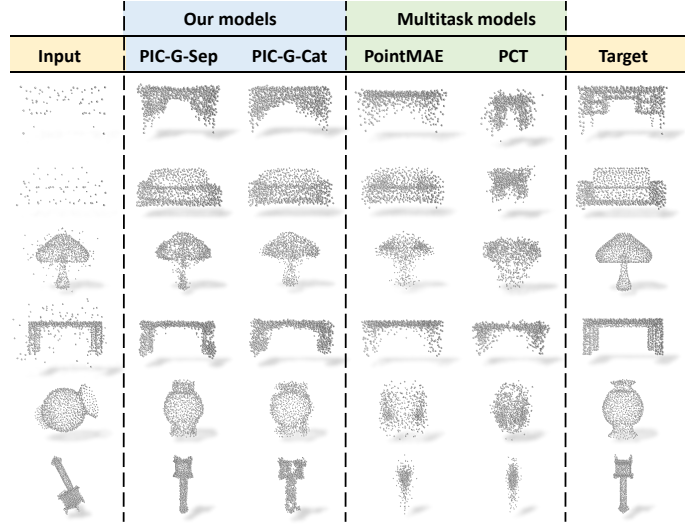 Our models Multitask models
Input PIC-G-Sep PIC-G-Cat PointMAE PCT Target